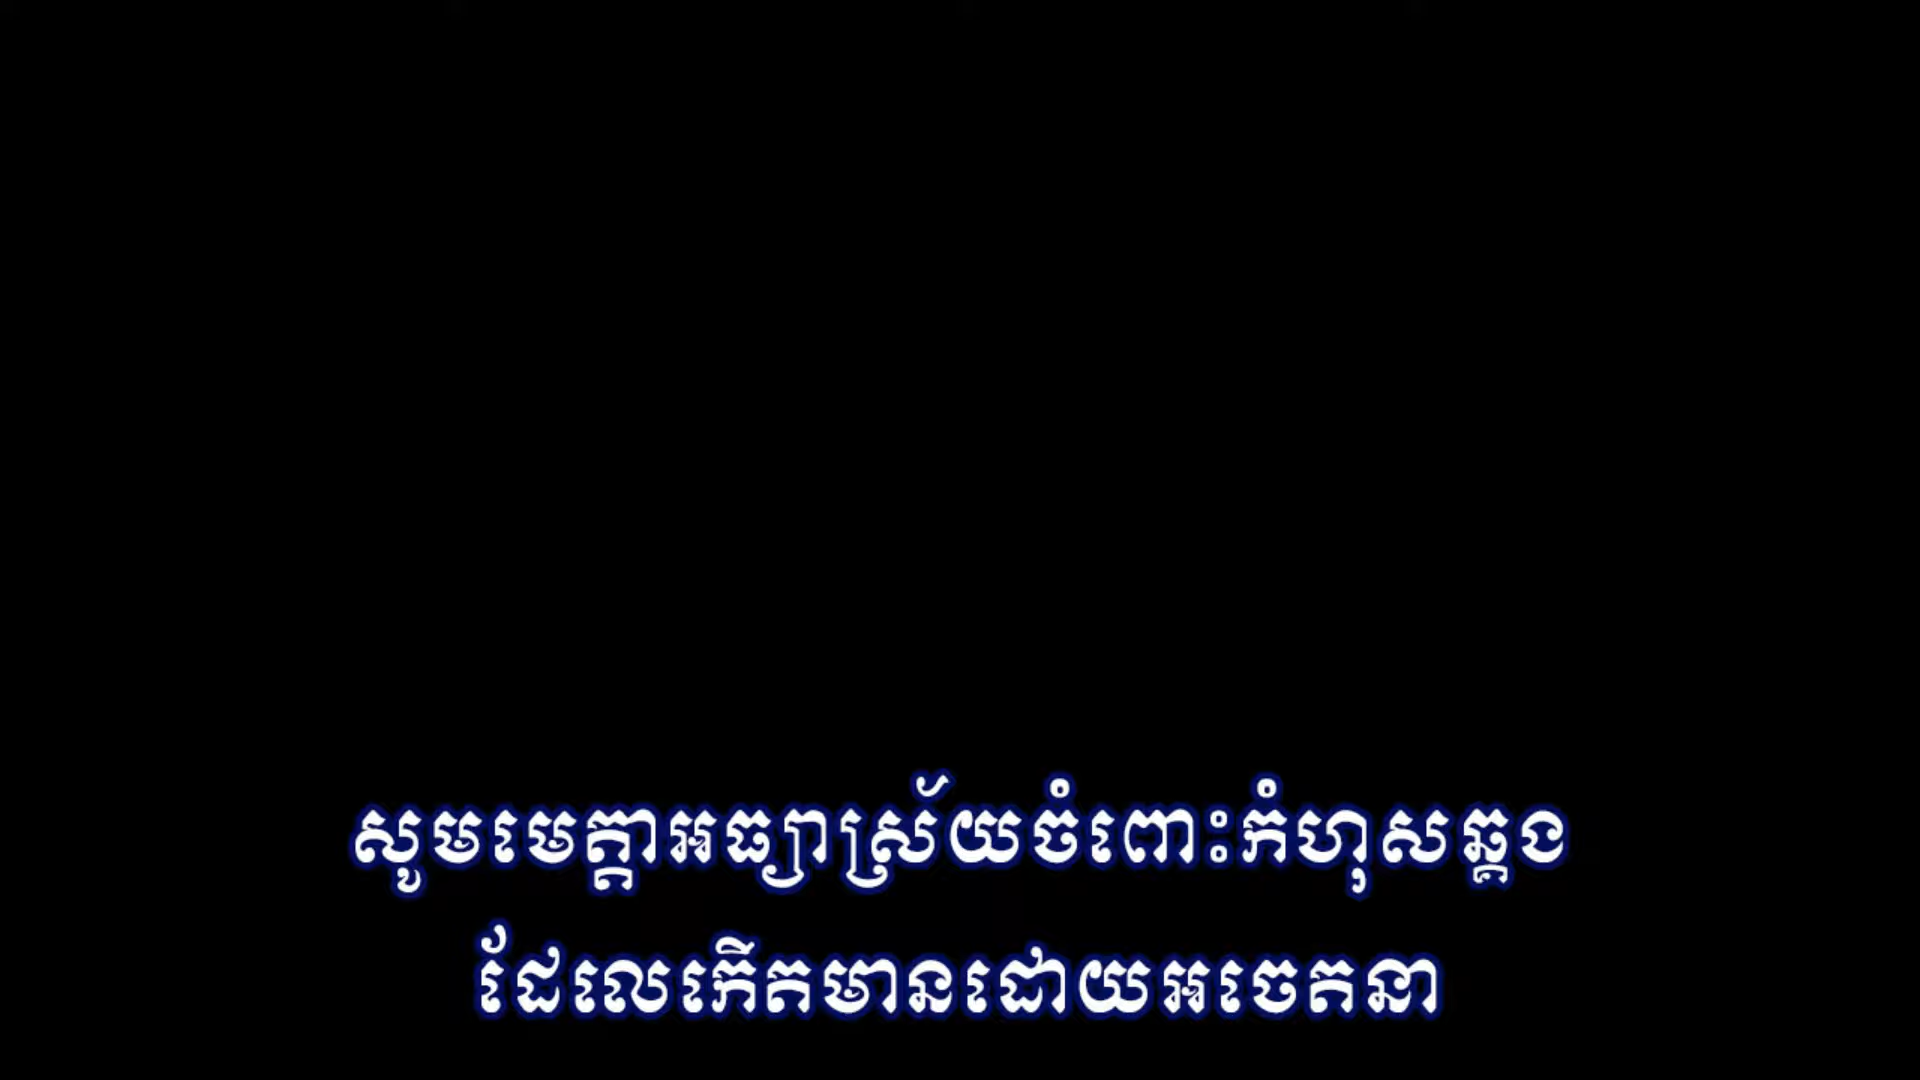 សូមមេត្តាអធ្យាស្រ័យចំពោះកំហុសឆ្គង
ដែលកើតមានដោយអចេតនា